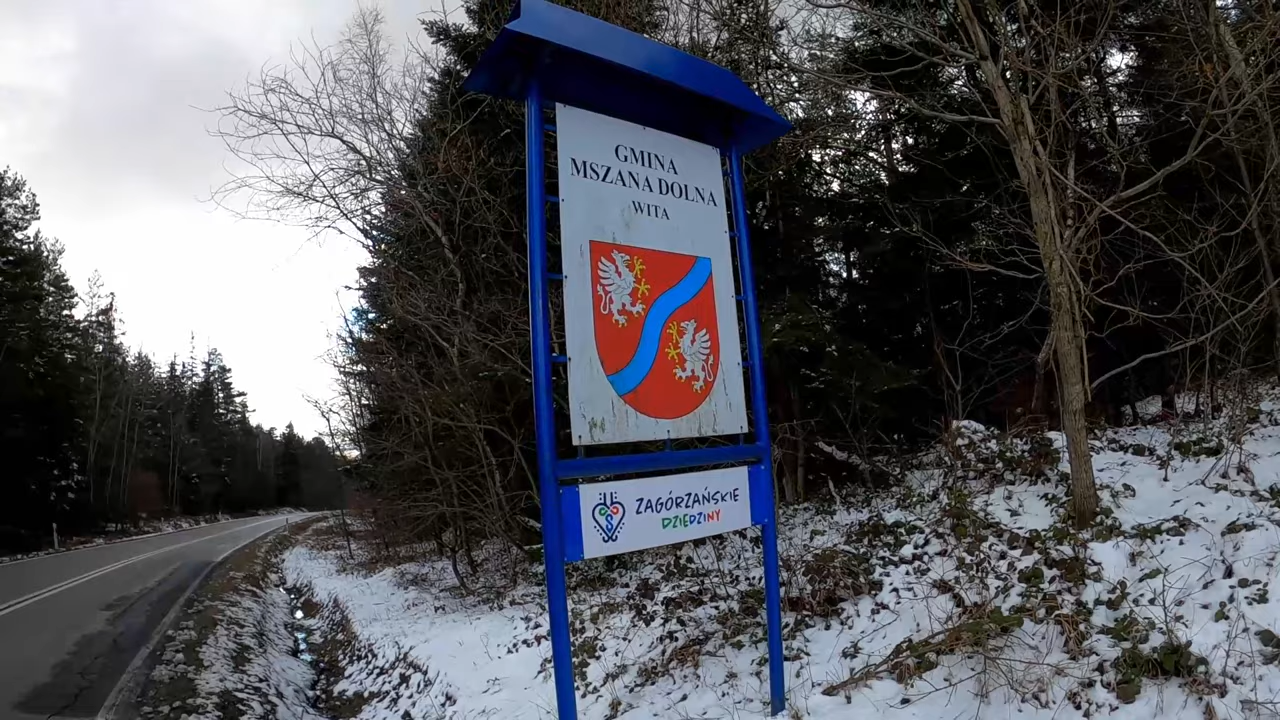 GMINA
MSZANA DOLNA
WITA
ZAGÓRZAŃSKIE
DZIEDZINY